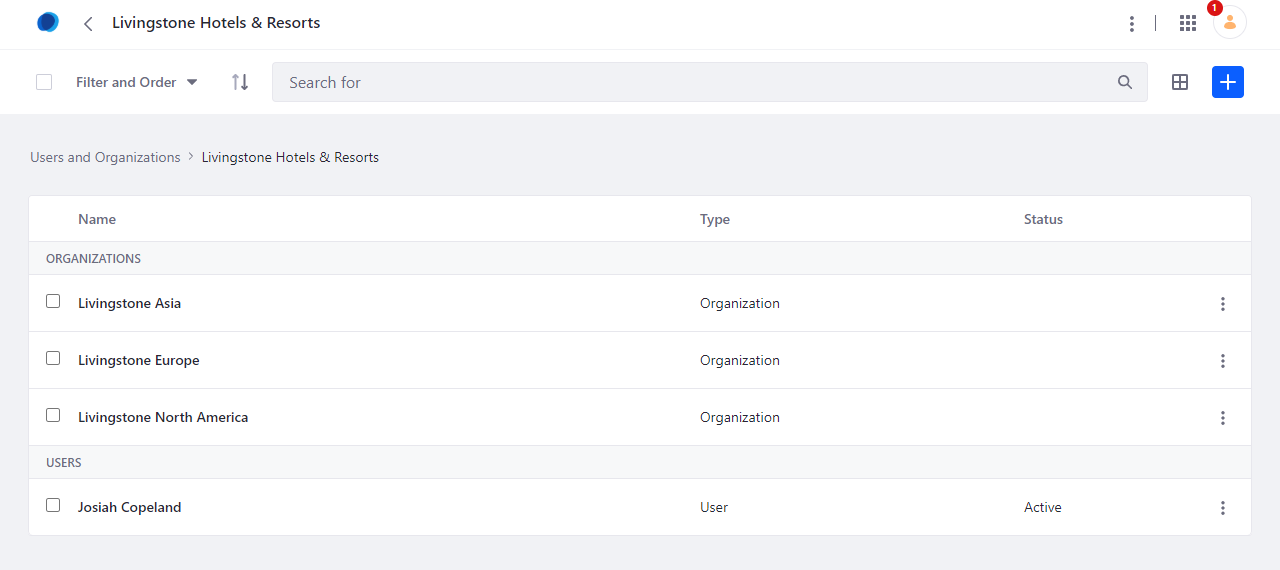 Livingstone Hotels & Resorts
1
Filter and Order
Search for
Users and Organizations > Livingstone Hotels & Resorts
Name Type Status
ORGANIZATIONS
Livingstone Asia Organization
Livingstone Europe Organization
Livingstone North America Organization
USERS
Josiah Copeland User Active